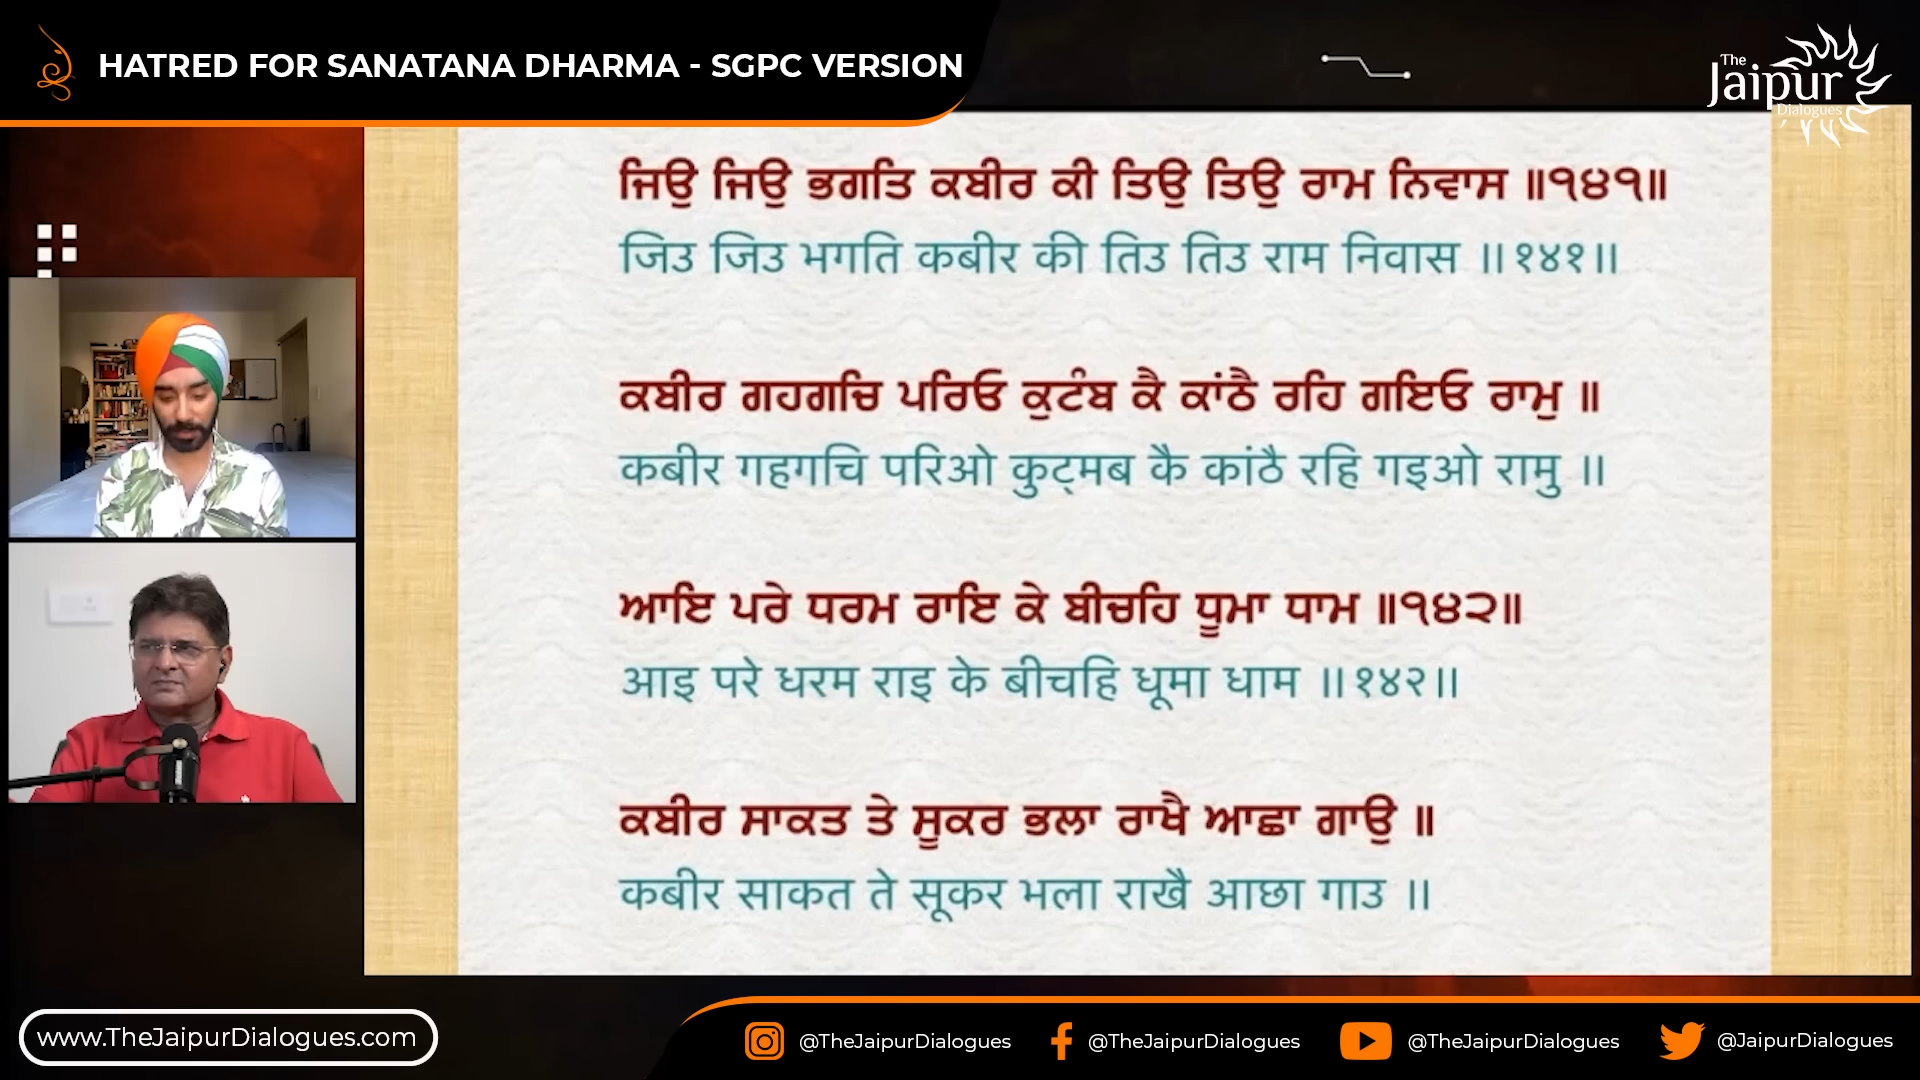 HATRED FOR SANATANA DHARMA - SGPC VERSION
The
Jaipur
Dialogues
ਜਿਉ ਜਿਉ ਭਗਤਿ ਕਬੀਰ ਕੀ ਤਿਉ ਤਿਉ ਰਾਮ ਨਿਵਾਸ ॥੧੪੧॥
जिउ जिउ भगति कबीर की तिउ तिउ राम निवास ॥१४१॥
ਕਬੀਰ ਗਹਗਚਿ ਪਰਿਓ ਕੁਟੰਬ ਕੈ ਕਾਂਠੈ ਰਹਿ ਗਇਓ ਰਾਮੁ ॥
कबीर गहगचि परिओ कुट्मब कै कांठै रहि गइओ रामु ॥
ਆਇ ਪਰੇ ਧਰਮ ਰਾਇ ਕੇ ਬੀਚਹਿ ਧੂਮਾ ਧਾਮ ॥੧੪੨॥
आइ परे धरम राइ के बीचहि धूमा धाम ॥१४२॥
ਕਬੀਰ ਸਾਕਤ ਤੇ ਸੂਕਰ ਭਲਾ ਰਾਖੈ ਆਛਾ ਗਾਉ ॥
कबीर साकत ते सूकर भला राखै आछा गाउ ॥
www.TheJaipurDialogues.com
@TheJaipurDialogues
@TheJaipurDialogues
@TheJaipurDialogues
@JaipurDialogues